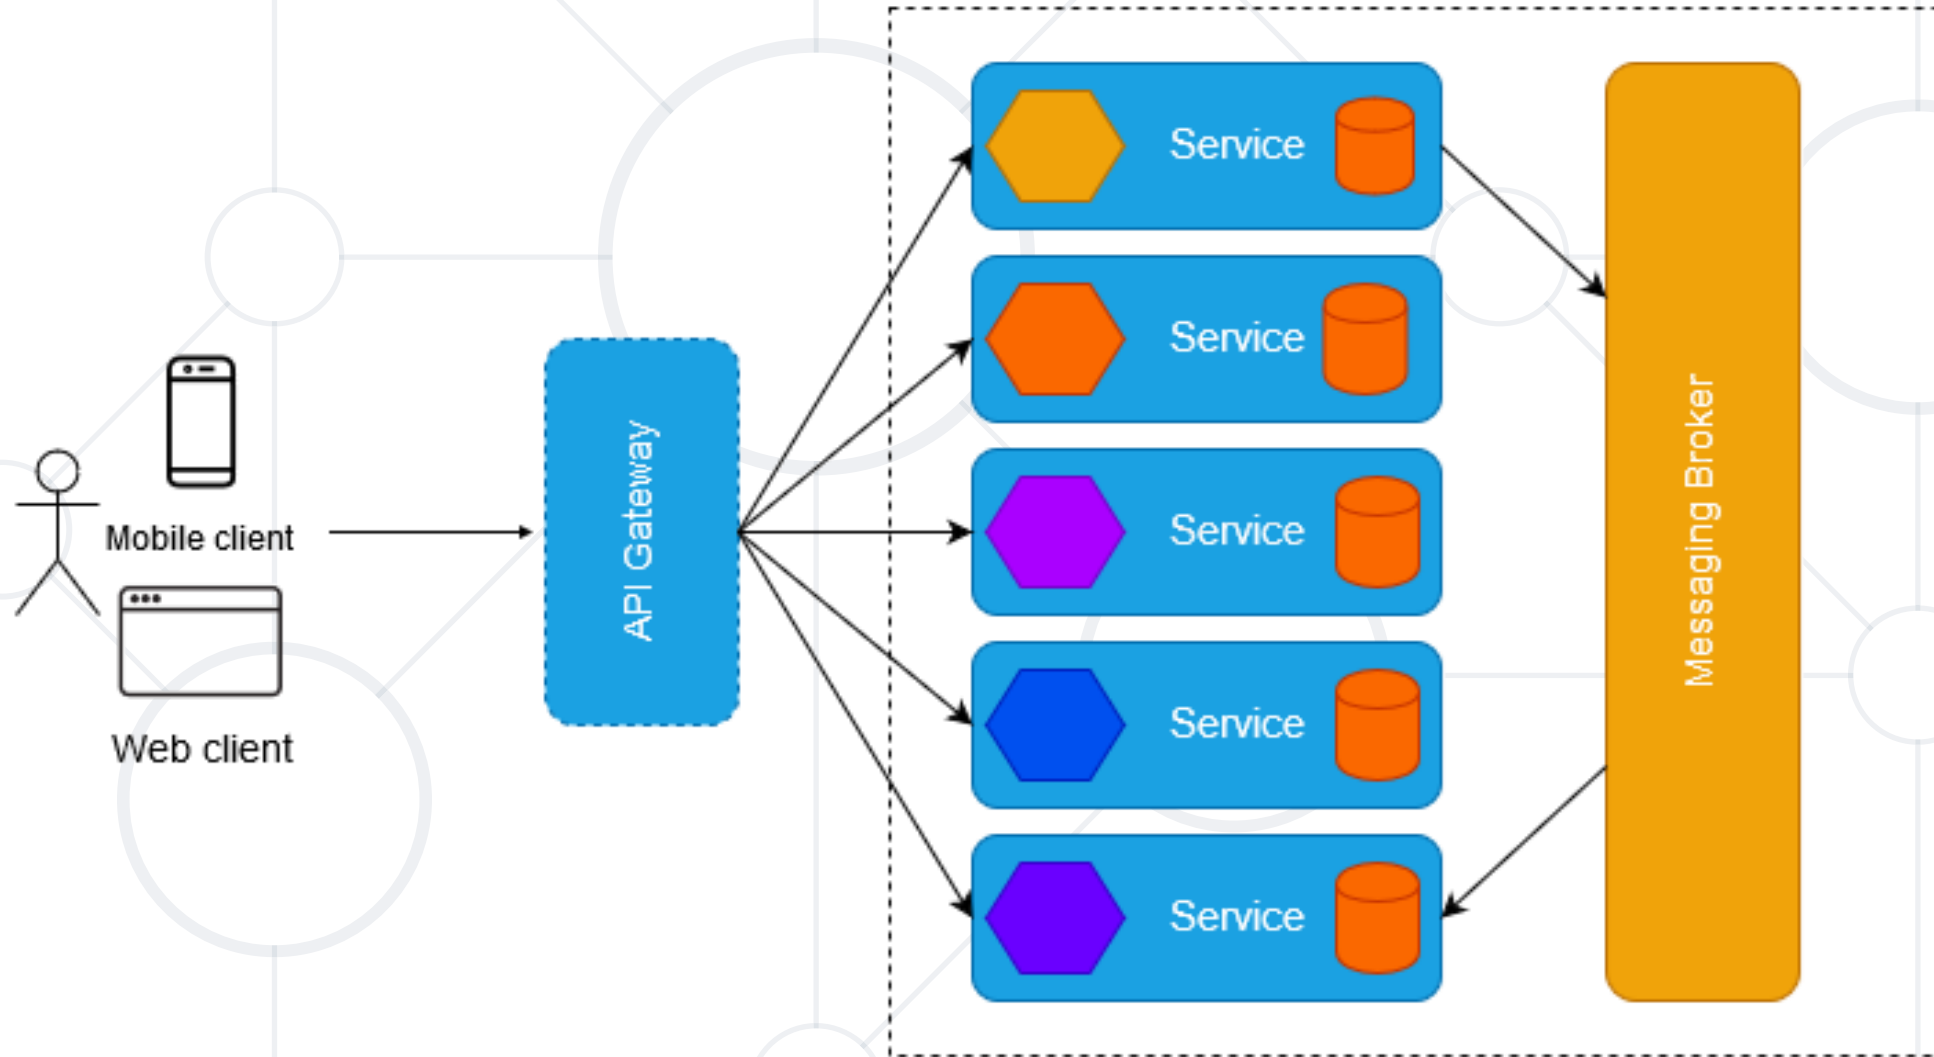 Mobile client
Web client
API Gateway
Service
Service
Service
Service
Service
Messaging Broker